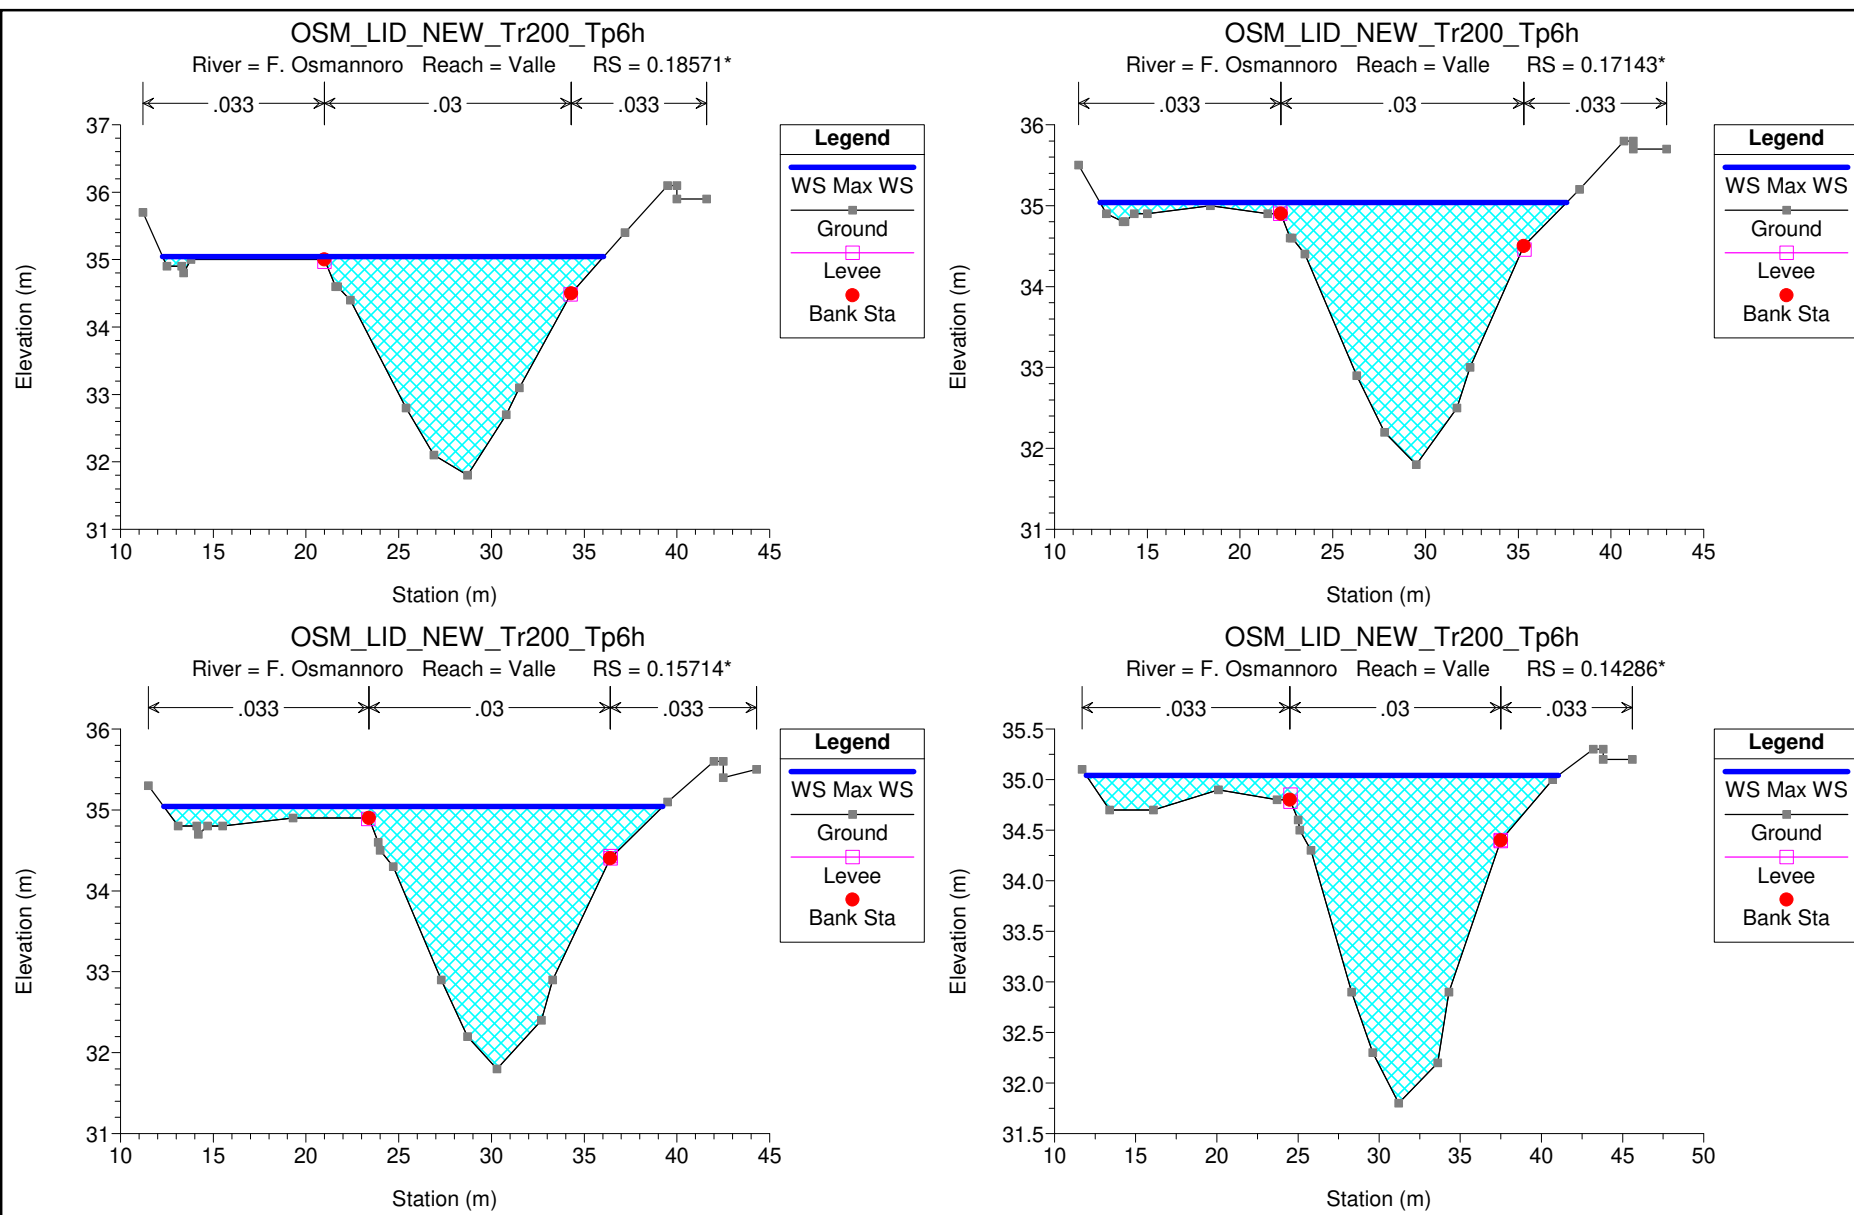 OSM_LID_NEW_Tr200_Tp6h
River = F. Osmannoro Reach = Valle RS = 0.18571*
.033 .03 .033
37
36
35
34
33
32
31
Elevation (m)
10 15 20 25 30 35 40 45
Station (m)
Legend
WS Max WS
Ground
Levee
Bank Sta
OSM_LID_NEW_Tr200_Tp6h
River = F. Osmannoro Reach = Valle RS = 0.17143*
.033 .03 .033
36
35
34
33
32
31
Elevation (m)
10 15 20 25 30 35 40 45
Station (m)
Legend
WS Max WS
Ground
Levee
Bank Sta
OSM_LID_NEW_Tr200_Tp6h
River = F. Osmannoro Reach = Valle RS = 0.15714*
.033 .03 .033
36
35
34
33
32
31
Elevation (m)
10 15 20 25 30 35 40 45
Station (m)
Legend
WS Max WS
Ground
Levee
Bank Sta
OSM_LID_NEW_Tr200_Tp6h
River = F. Osmannoro Reach = Valle RS = 0.14286*
.033 .03 .033
35.5
35.0
34.5
34.0
33.5
33.0
32.5
32.0
31.5
Elevation (m)
10 15 20 25 30 35 40 45 50
Station (m)
Legend
WS Max WS
Ground
Levee
Bank Sta